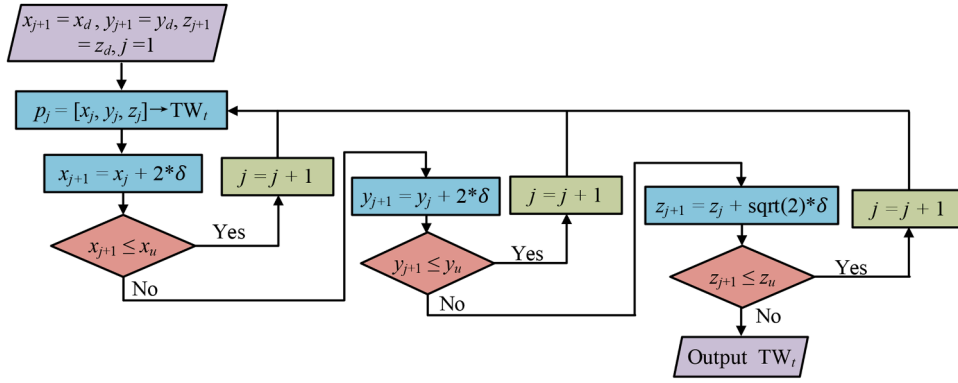 x_{j+1} = x_d, y_{j+1} = y_d, z_{j+1}
= z_d, j = 1
p_j = [x_j, y_j, z_j]→TW_t
x_{j+1} = x_j + 2*δ
j = j + 1
x_{j+1} ≤ x_u
Yes
No
y_{j+1} = y_j + 2*δ
j = j + 1
y_{j+1} ≤ y_u
Yes
No
z_{j+1} = z_j + sqrt(2)*δ
j = j + 1
z_{j+1} ≤ z_u
Yes
No
Output TW_t